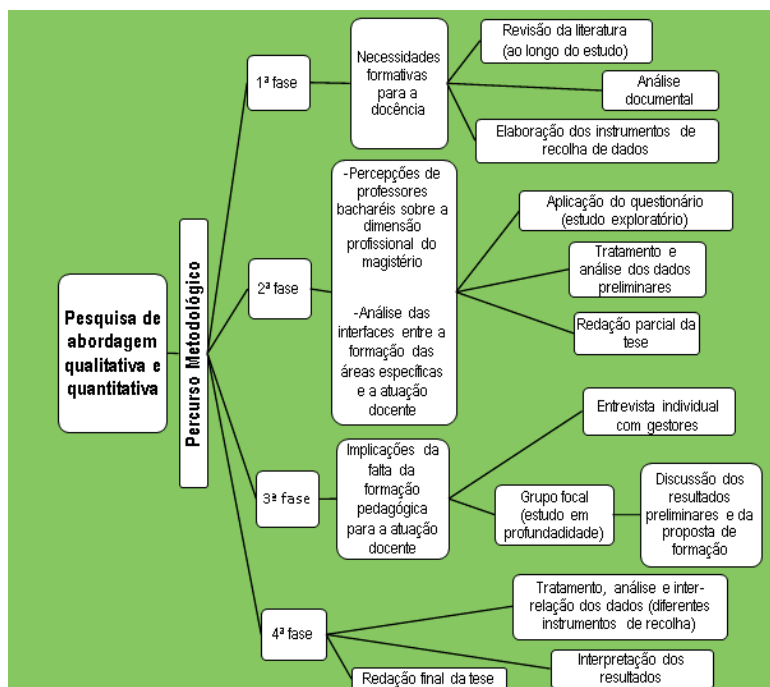 Pesquisa de
abordagem
qualitativa e
quantitativa
Percurso Metodológico
1ª fase
Necessidades
formativas
para a
docência
Revisão da literatura
(ao longo do estudo)
Análise
documental
Elaboração dos instrumentos de
recolha de dados
2ª fase
-Percepções de
professores
bacharéis sobre a
dimensão
profissional do
magistério
-Análise das
interfaces entre a
formação das
áreas específicas
e a atuação
docente
Aplicação do questionário
(estudo exploratório)
Tratamento e
análise dos dados
preliminares
Redação parcial da
tese
3ª fase
Implicações da
falta da
formação
pedagógica
para a atuação
docente
Entrevista individual
com gestores
Grupo focal
(estudo em
profundadidade)
Discussão dos
resultados
preliminares e da
proposta de
formação
4ª fase
Tratamento, análise e inter-
relação dos dados (diferentes
instrumentos de recolha)
Interpretação dos
resultados
Redação final da tese